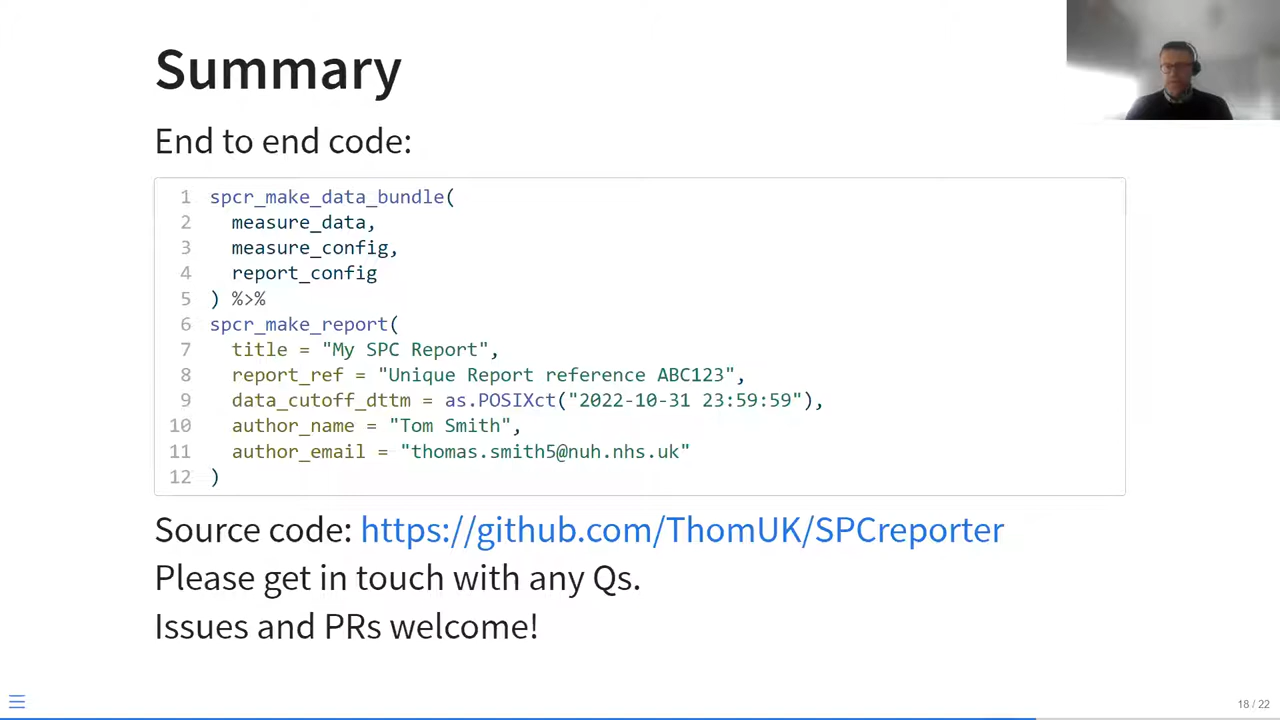 Summary
End to end code:
1 spcr_make_data_bundle(
2   measure_data,
3   measure_config,
4   report_config
5 ) %>%
6 spcr_make_report(
7   title = "My SPC Report",
8   report_ref = "Unique Report reference ABC123",
9   data_cutoff_dttm = as.POSIXct("2022-10-31 23:59:59"),
10   author_name = "Tom Smith",
11   author_email = "thomas.smith5@nuh.nhs.uk"
12 )
Source code: https://github.com/ThomUK/SPCreporter
Please get in touch with any Qs.
Issues and PRs welcome!
18 / 22